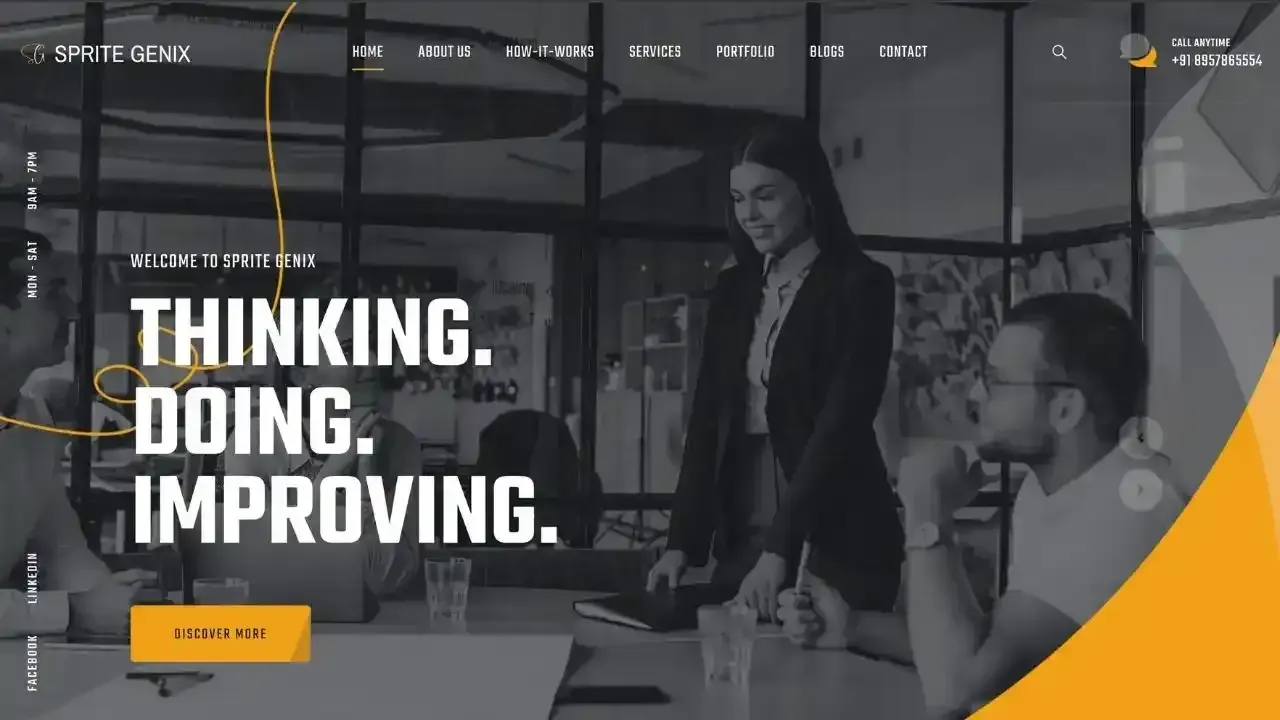 SG SPRITE GENIX
HOME ABOUT US HOW-IT-WORKS SERVICES PORTFOLIO BLOGS CONTACT
CALL ANYTIME
+91 8957865554
MON - SAT 9AM - 7PM
WELCOME TO SPRITE GENIX
THINKING.
DOING.
IMPROVING.
DISCOVER MORE
FACEBOOK LINKEDIN